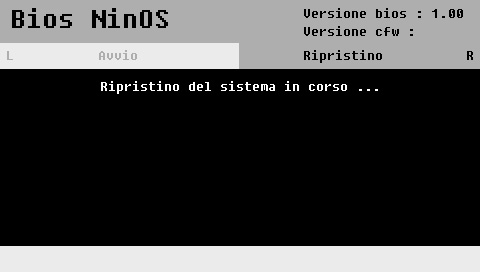 Bios NinOS
Versione bios : 1.00
Versione cfw :
L Avvio Ripristino R
Ripristino del sistema in corso ...